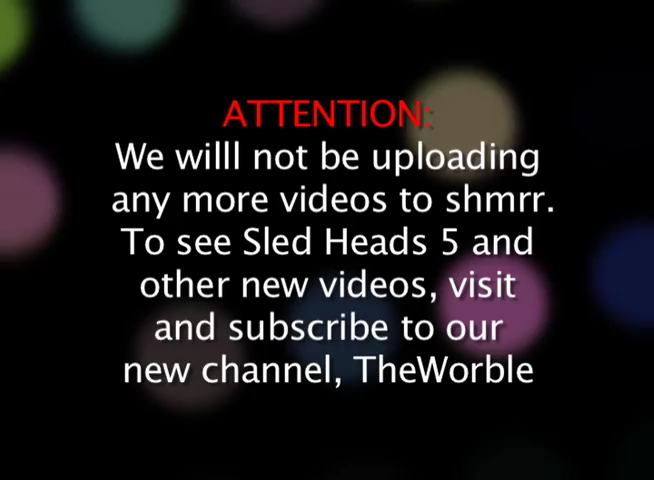 ATTENTION:
We willl not be uploading
any more videos to shmrr.
To see Sled Heads 5 and
other new videos, visit
and subscribe to our
new channel, TheWorble